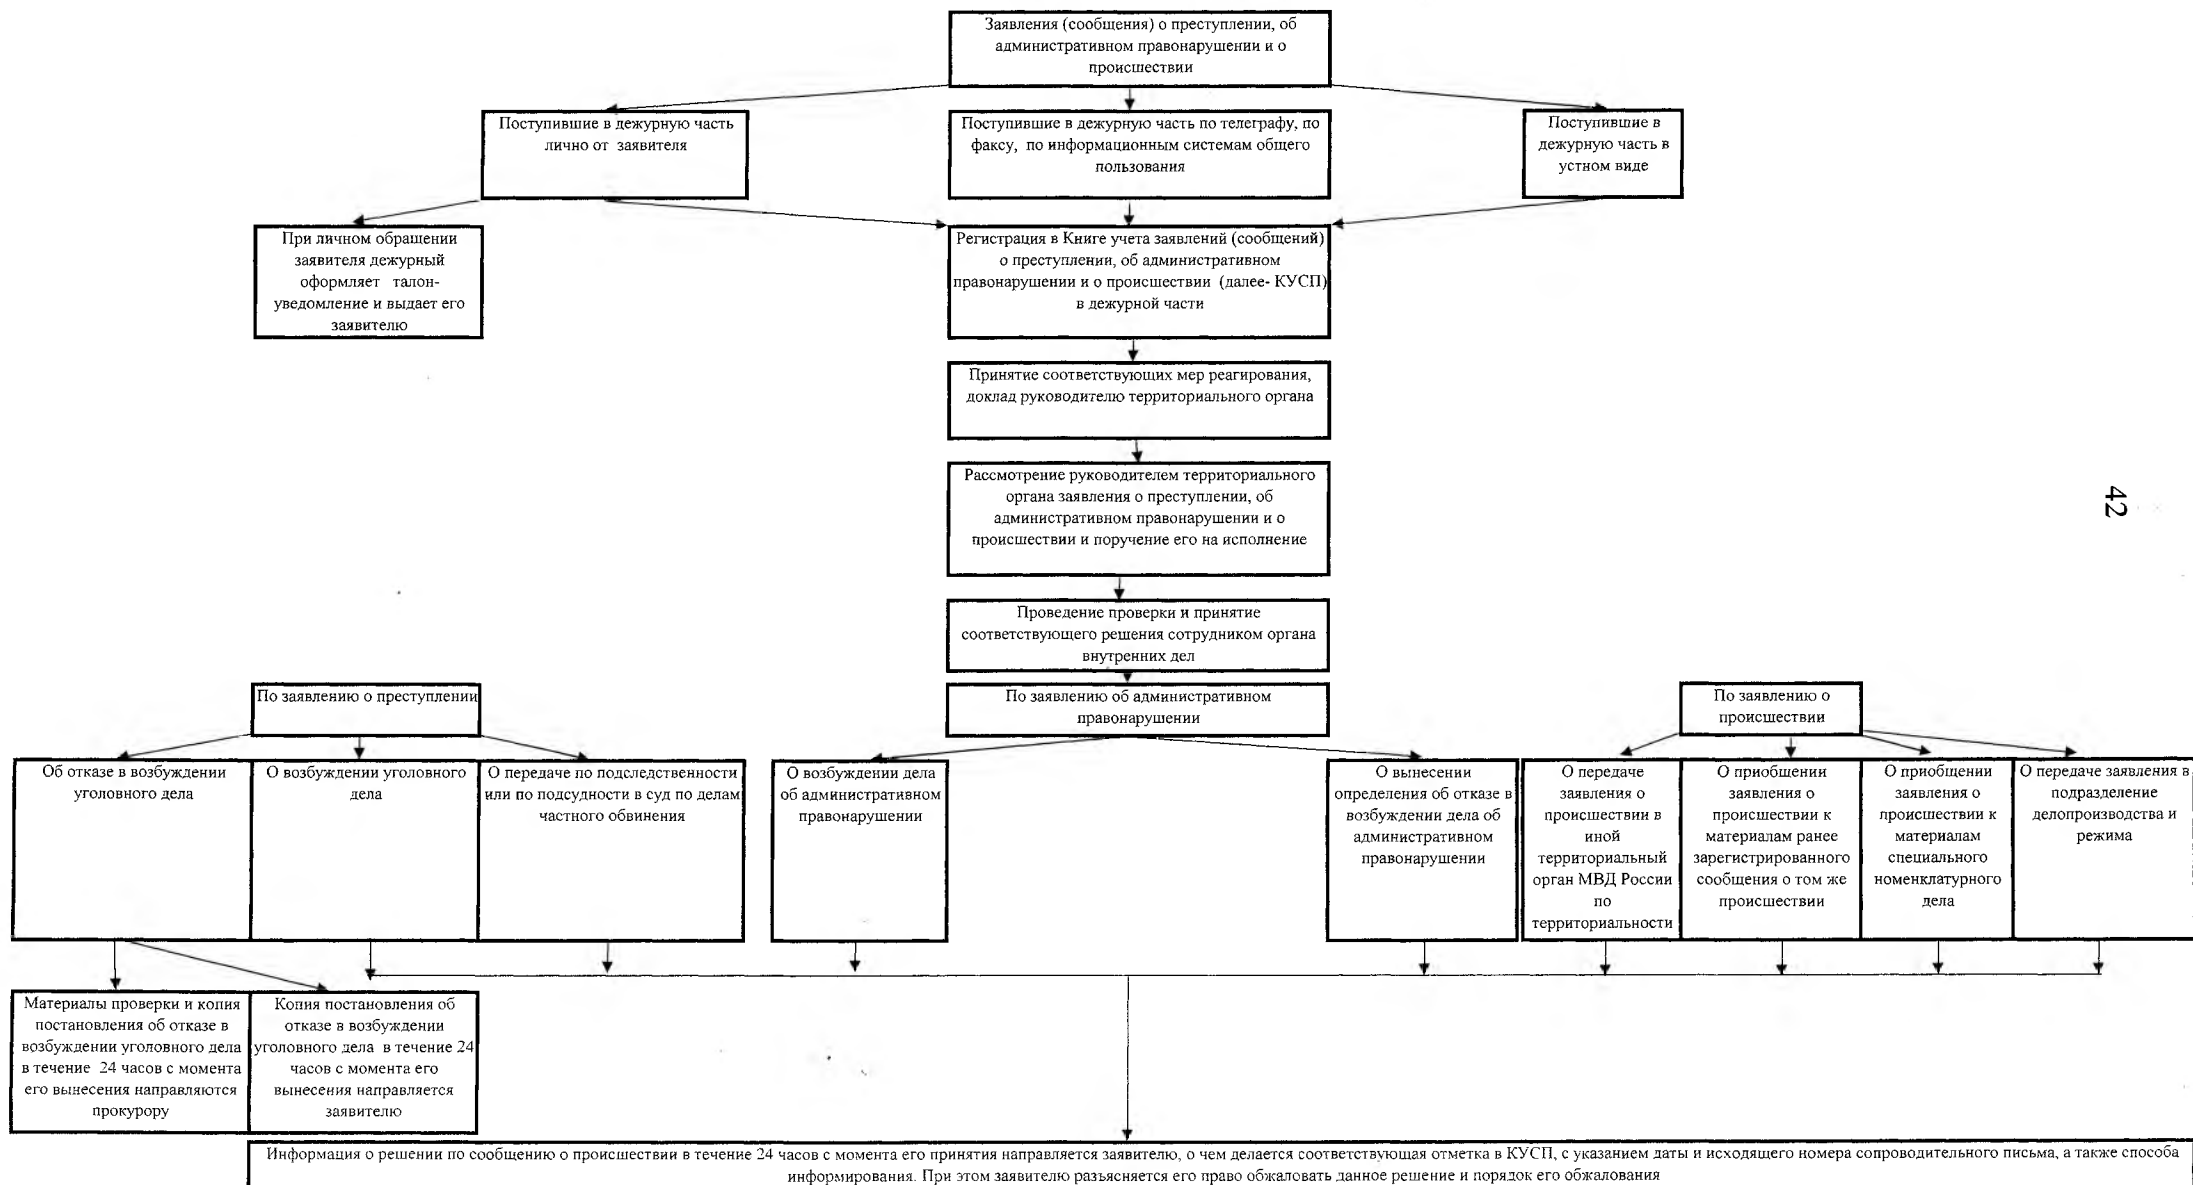 Заявления (сообщения) о преступлении, об
административном правонарушении и о
происшествии
Поступившие в дежурную часть
лично от заявителя
Поступившие в дежурную часть по телеграфу, по
факсу, по информационным системам общего
пользования
Поступившие в
дежурную часть в
устном виде
При личном обращении
заявителя дежурный
оформляет талон-
уведомление и выдает его
заявителю
Регистрация в Книге учета заявлений (сообщений)
о преступлении, об административном
правонарушении и о происшествии (далее- КУСП)
в дежурной части
Принятие соответствующих мер реагирования,
доклад руководителю территориального органа
Рассмотрение руководителем территориального
органа заявления о преступлении, об
административном правонарушении и о
происшествии и поручение его на исполнение
42
Проведение проверки и принятие
соответствующего решения сотрудником органа
внутренних дел
По заявлению о преступлении
По заявлению об административном
правонарушении
По заявлению о
происшествии
Об отказе в возбуждении
уголовного дела
О возбуждении уголовного
дела
О передаче по подследственности
или по подсудности в суд по делам
частного обвинения
О возбуждении дела
об административном
правонарушении
О вынесении
определения об отказе в
возбуждении дела об
административном
правонарушении
О передаче
заявления о
происшествии в
иной
территориальный
орган МВД России
по
территориальности
О приобщении
заявления о
происшествии к
материалам ранее
зарегистрированного
сообщения о том же
происшествии
О приобщении
заявления о
происшествии к
материалам
специального
номенклатурного
дела
О передаче заявления в
подразделение
делопроизводства и
режима
Материалы проверки и копия
постановления об отказе в
возбуждении уголовного дела
в течение 24 часов с момента
его вынесения направляются
прокурору
Копия постановления об
отказе в возбуждении
уголовного дела в течение 24
часов с момента его
вынесения направляется
заявителю
Информация о решении по сообщению о происшествии в течение 24 часов с момента его принятия направляется заявителю, о чем делается соответствующая отметка в КУСП, с указанием даты и исходящего номера сопроводительного письма, а также способа
информирования. При этом заявителю разъясняется его право обжаловать данное решение и порядок его обжалования